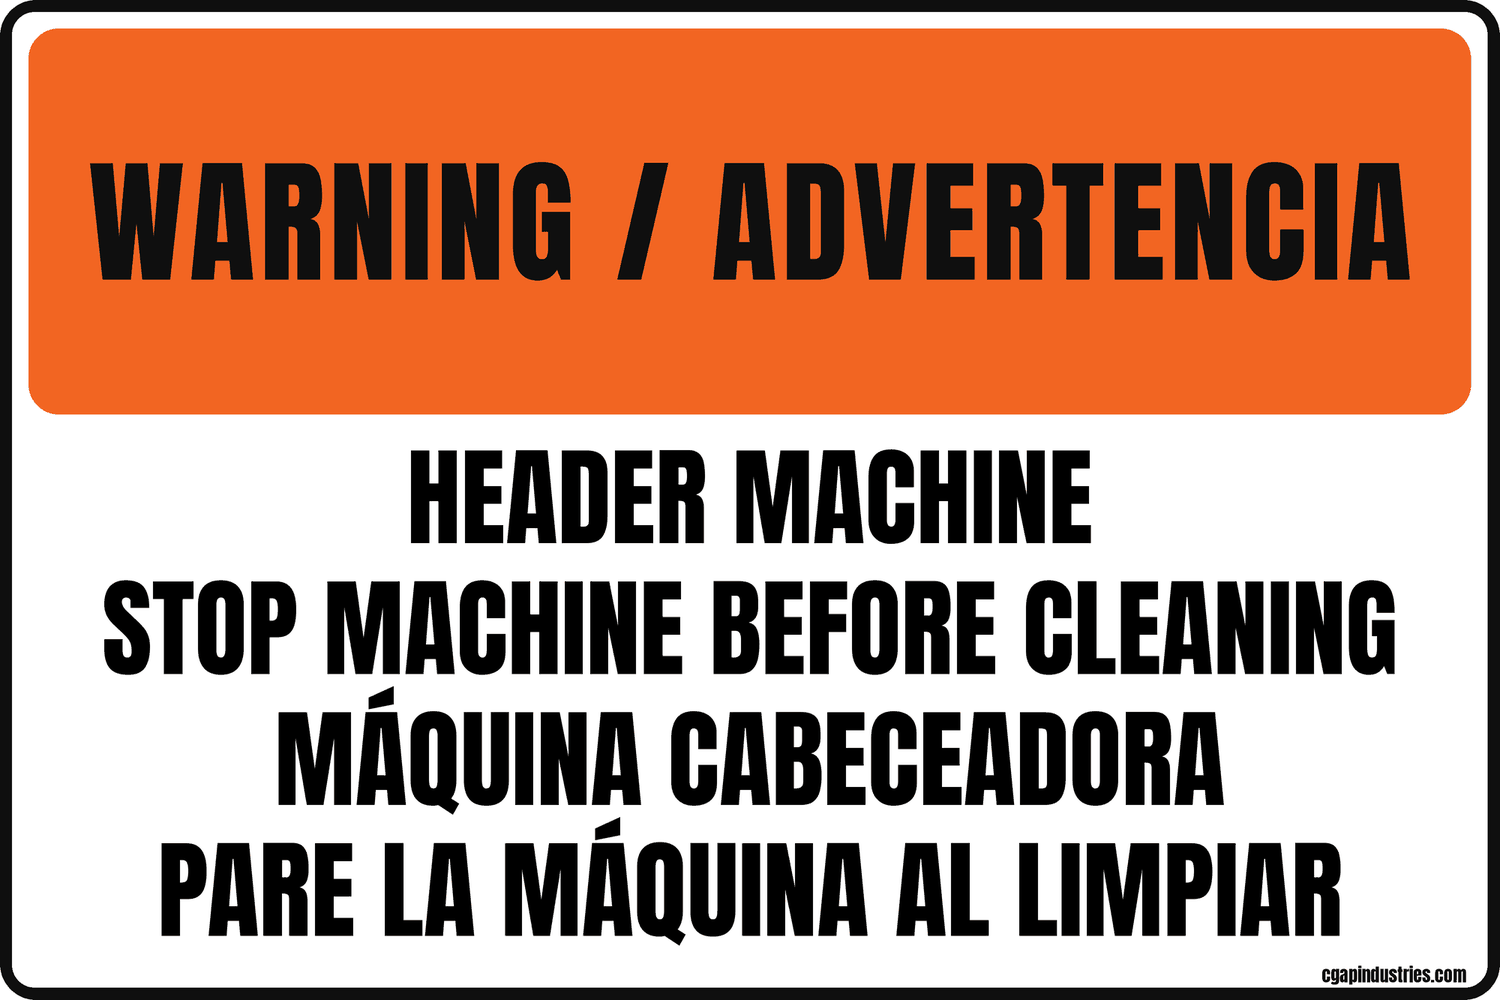 WARNING / ADVERTENCIA
HEADER MACHINE
STOP MACHINE BEFORE CLEANING
MÁQUINA CABECEADORA
PARE LA MÁQUINA AL LIMPIAR
cgapindustries.com